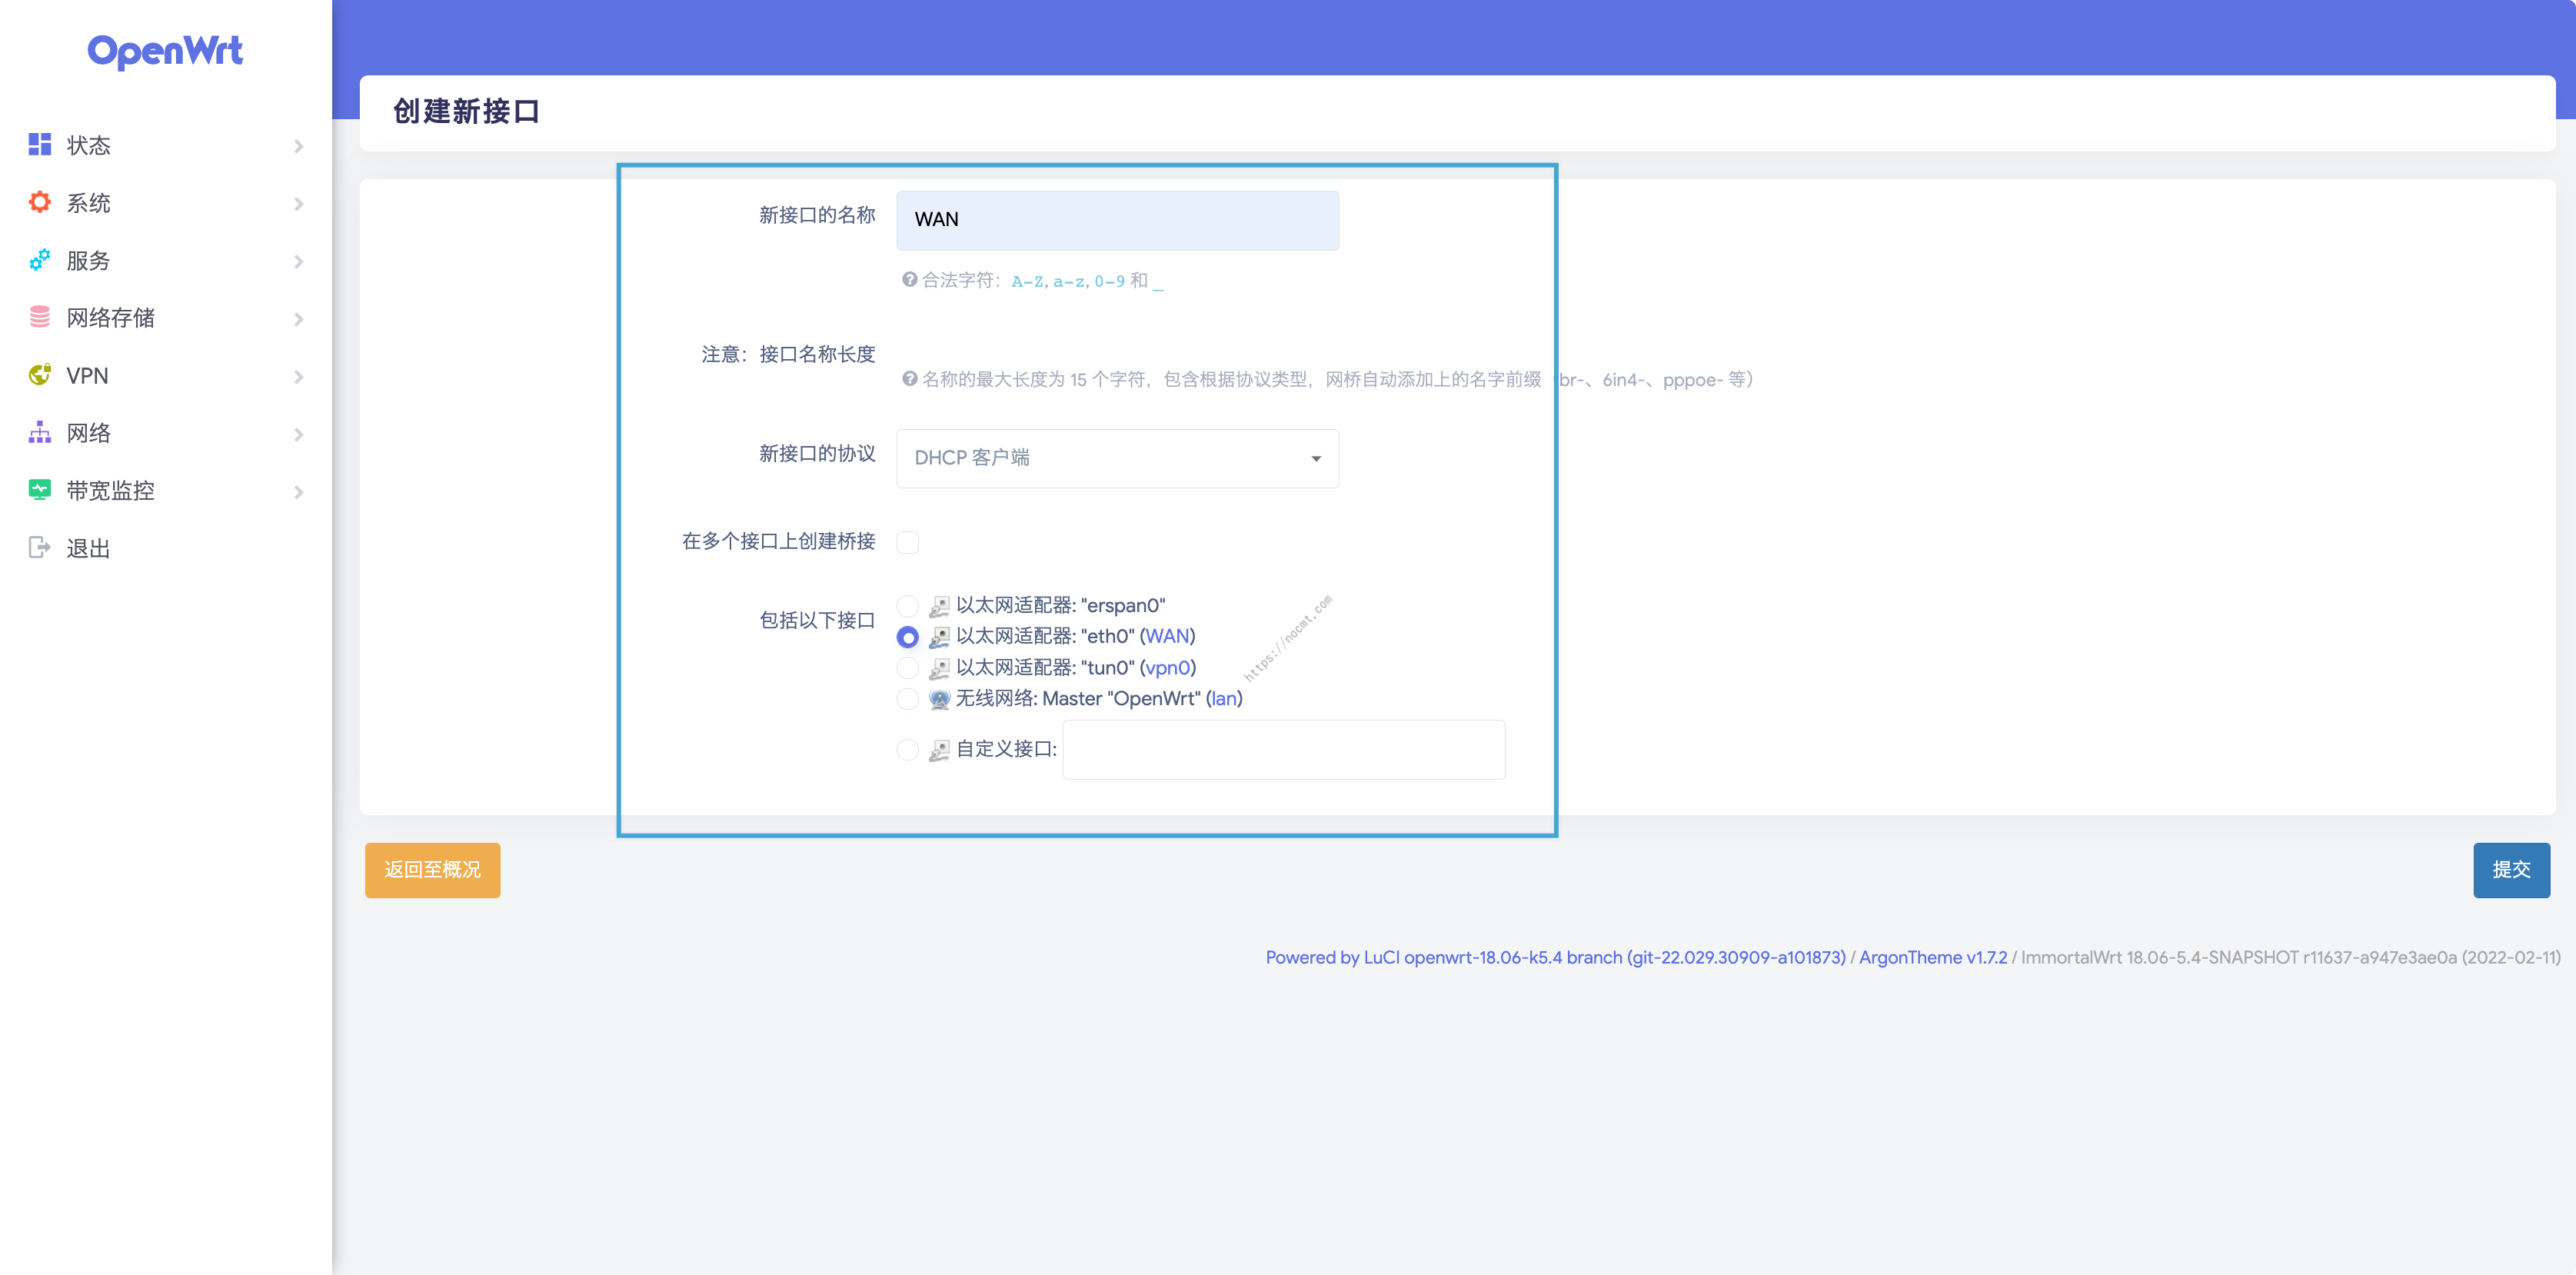 OpenWrt
状态
系统
服务
网络存储
VPN
网络
带宽监控
退出
创建新接口
新接口的名称
WAN
合法字符：A-Z, a-z, 0-9 和 _
注意：接口名称长度
名称的最大长度为 15 个字符，包含根据协议类型，网桥自动添加上的名字前缀 br-、6in4-、pppoe- 等）
新接口的协议
DHCP 客户端
在多个接口上创建桥接
包括以下接口
以太网适配器: "erspan0"
以太网适配器: "eth0" (WAN)
以太网适配器: "tun0" (vpn0)
无线网络: Master "OpenWrt" (lan)
自定义接口:
https://nocmt.com
返回至概况
提交
Powered by LuCI openwrt-18.06-k5.4 branch (git-22.029.30909-a101873) / ArgonTheme v1.7.2 / ImmortalWrt 18.06-5.4-SNAPSHOT r11637-a947e3ae0a (2022-02-11)